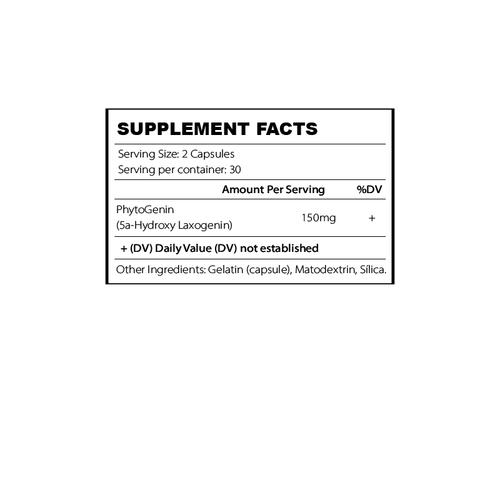 SUPPLEMENT FACTS
Serving Size: 2 Capsules
Serving per container: 30
Amount Per Serving %DV
PhytoGenin
(5a-Hydroxy Laxogenin) 150mg +
+ (DV) Daily Value (DV) not established
Other Ingredients: Gelatin (capsule), Matodextrin, Sílica.